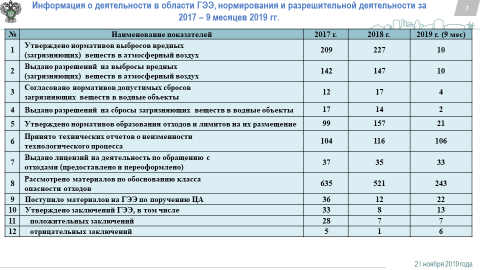 Информация о деятельности в области ГЭЭ, нормирования и разрешительной деятельности за
2017 – 9 месяцев 2019 гг.
7
№ Наименование показателей 2017 г. 2018 г. 2019 г. (9 мес)
1 Утверждено нормативов выбросов вредных
(загрязняющих) веществ в атмосферный воздух 209 227 10
2 Выдано разрешений на выбросы вредных
(загрязняющих) веществ в атмосферный воздух 142 147 10
3 Согласовано нормативов допустимых сбросов
загрязняющих веществ в водные объекты 12 17 4
4 Выдано разрешений на сбросы загрязняющих веществ в водные объекты 17 14 2
5 Утверждено нормативов образования отходов и лимитов на их размещение 99 157 21
6 Принято технических отчетов о неизменности
технологического процесса 104 116 106
7 Выдано лицензий на деятельность по обращению с
отходами (предоставлено и переоформлено) 37 35 33
8 Рассмотрено материалов по обоснованию класса
опасности отходов 635 521 243
9 Поступило материалов на ГЭЭ по поручению ЦА 36 12 22
10 Утверждено заключений ГЭЭ, в том числе 33 8 13
11 положительных заключений 28 7 7
12 отрицательных заключений 5 1 6
21 ноября 2019 года